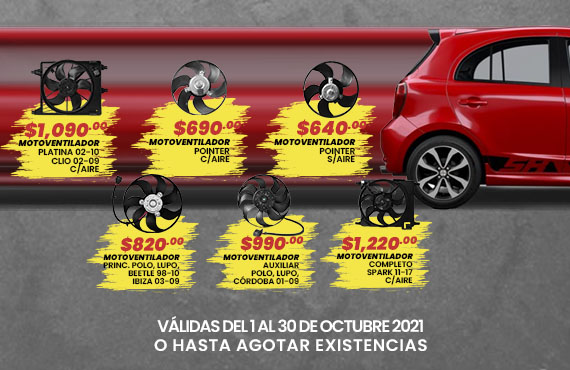 $1,090.00
MOTOVENTILADOR
PLATINA 02-10
CLIO 02-09
C/AIRE
$690.00
MOTOVENTILADOR
POINTER
C/AIRE
$640.00
MOTOVENTILADOR
POINTER
S/AIRE
$820.00
MOTOVENTILADOR
PRINC. POLO, LUPO,
BEETLE 98-10
IBIZA 03-09
$990.00
MOTOVENTILADOR
AUXILIAR
POLO, LUPO,
CÓRDOBA 01-09
$1,220.00
MOTOVENTILADOR
COMPLETO
SPARK 11-17
C/AIRE
VÁLIDAS DEL 1 AL 30 DE OCTUBRE 2021
O HASTA AGOTAR EXISTENCIAS